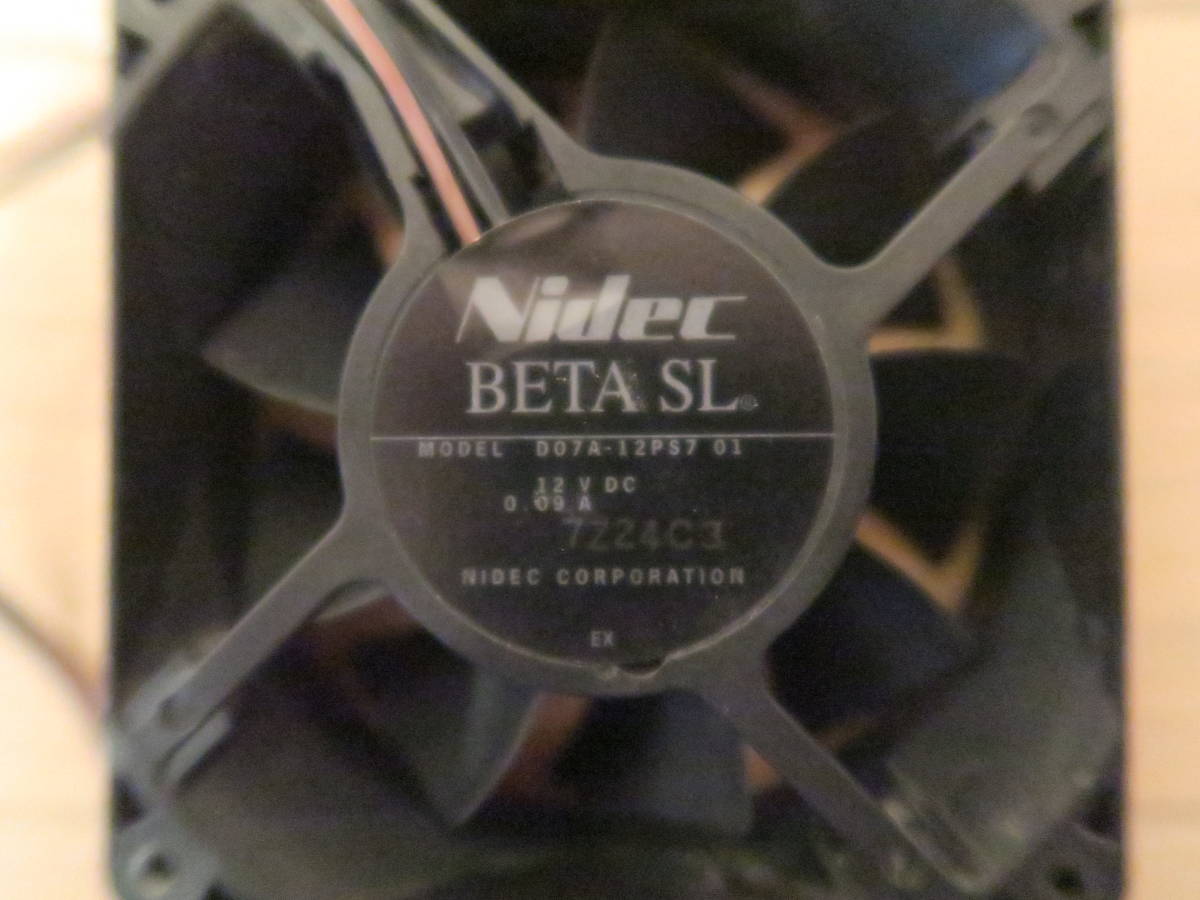 Nidec
BETA SL®
MODEL D07A-12PS7 01
12 V DC
0.09 A
7Z24C3
NIDEC CORPORATION
EX